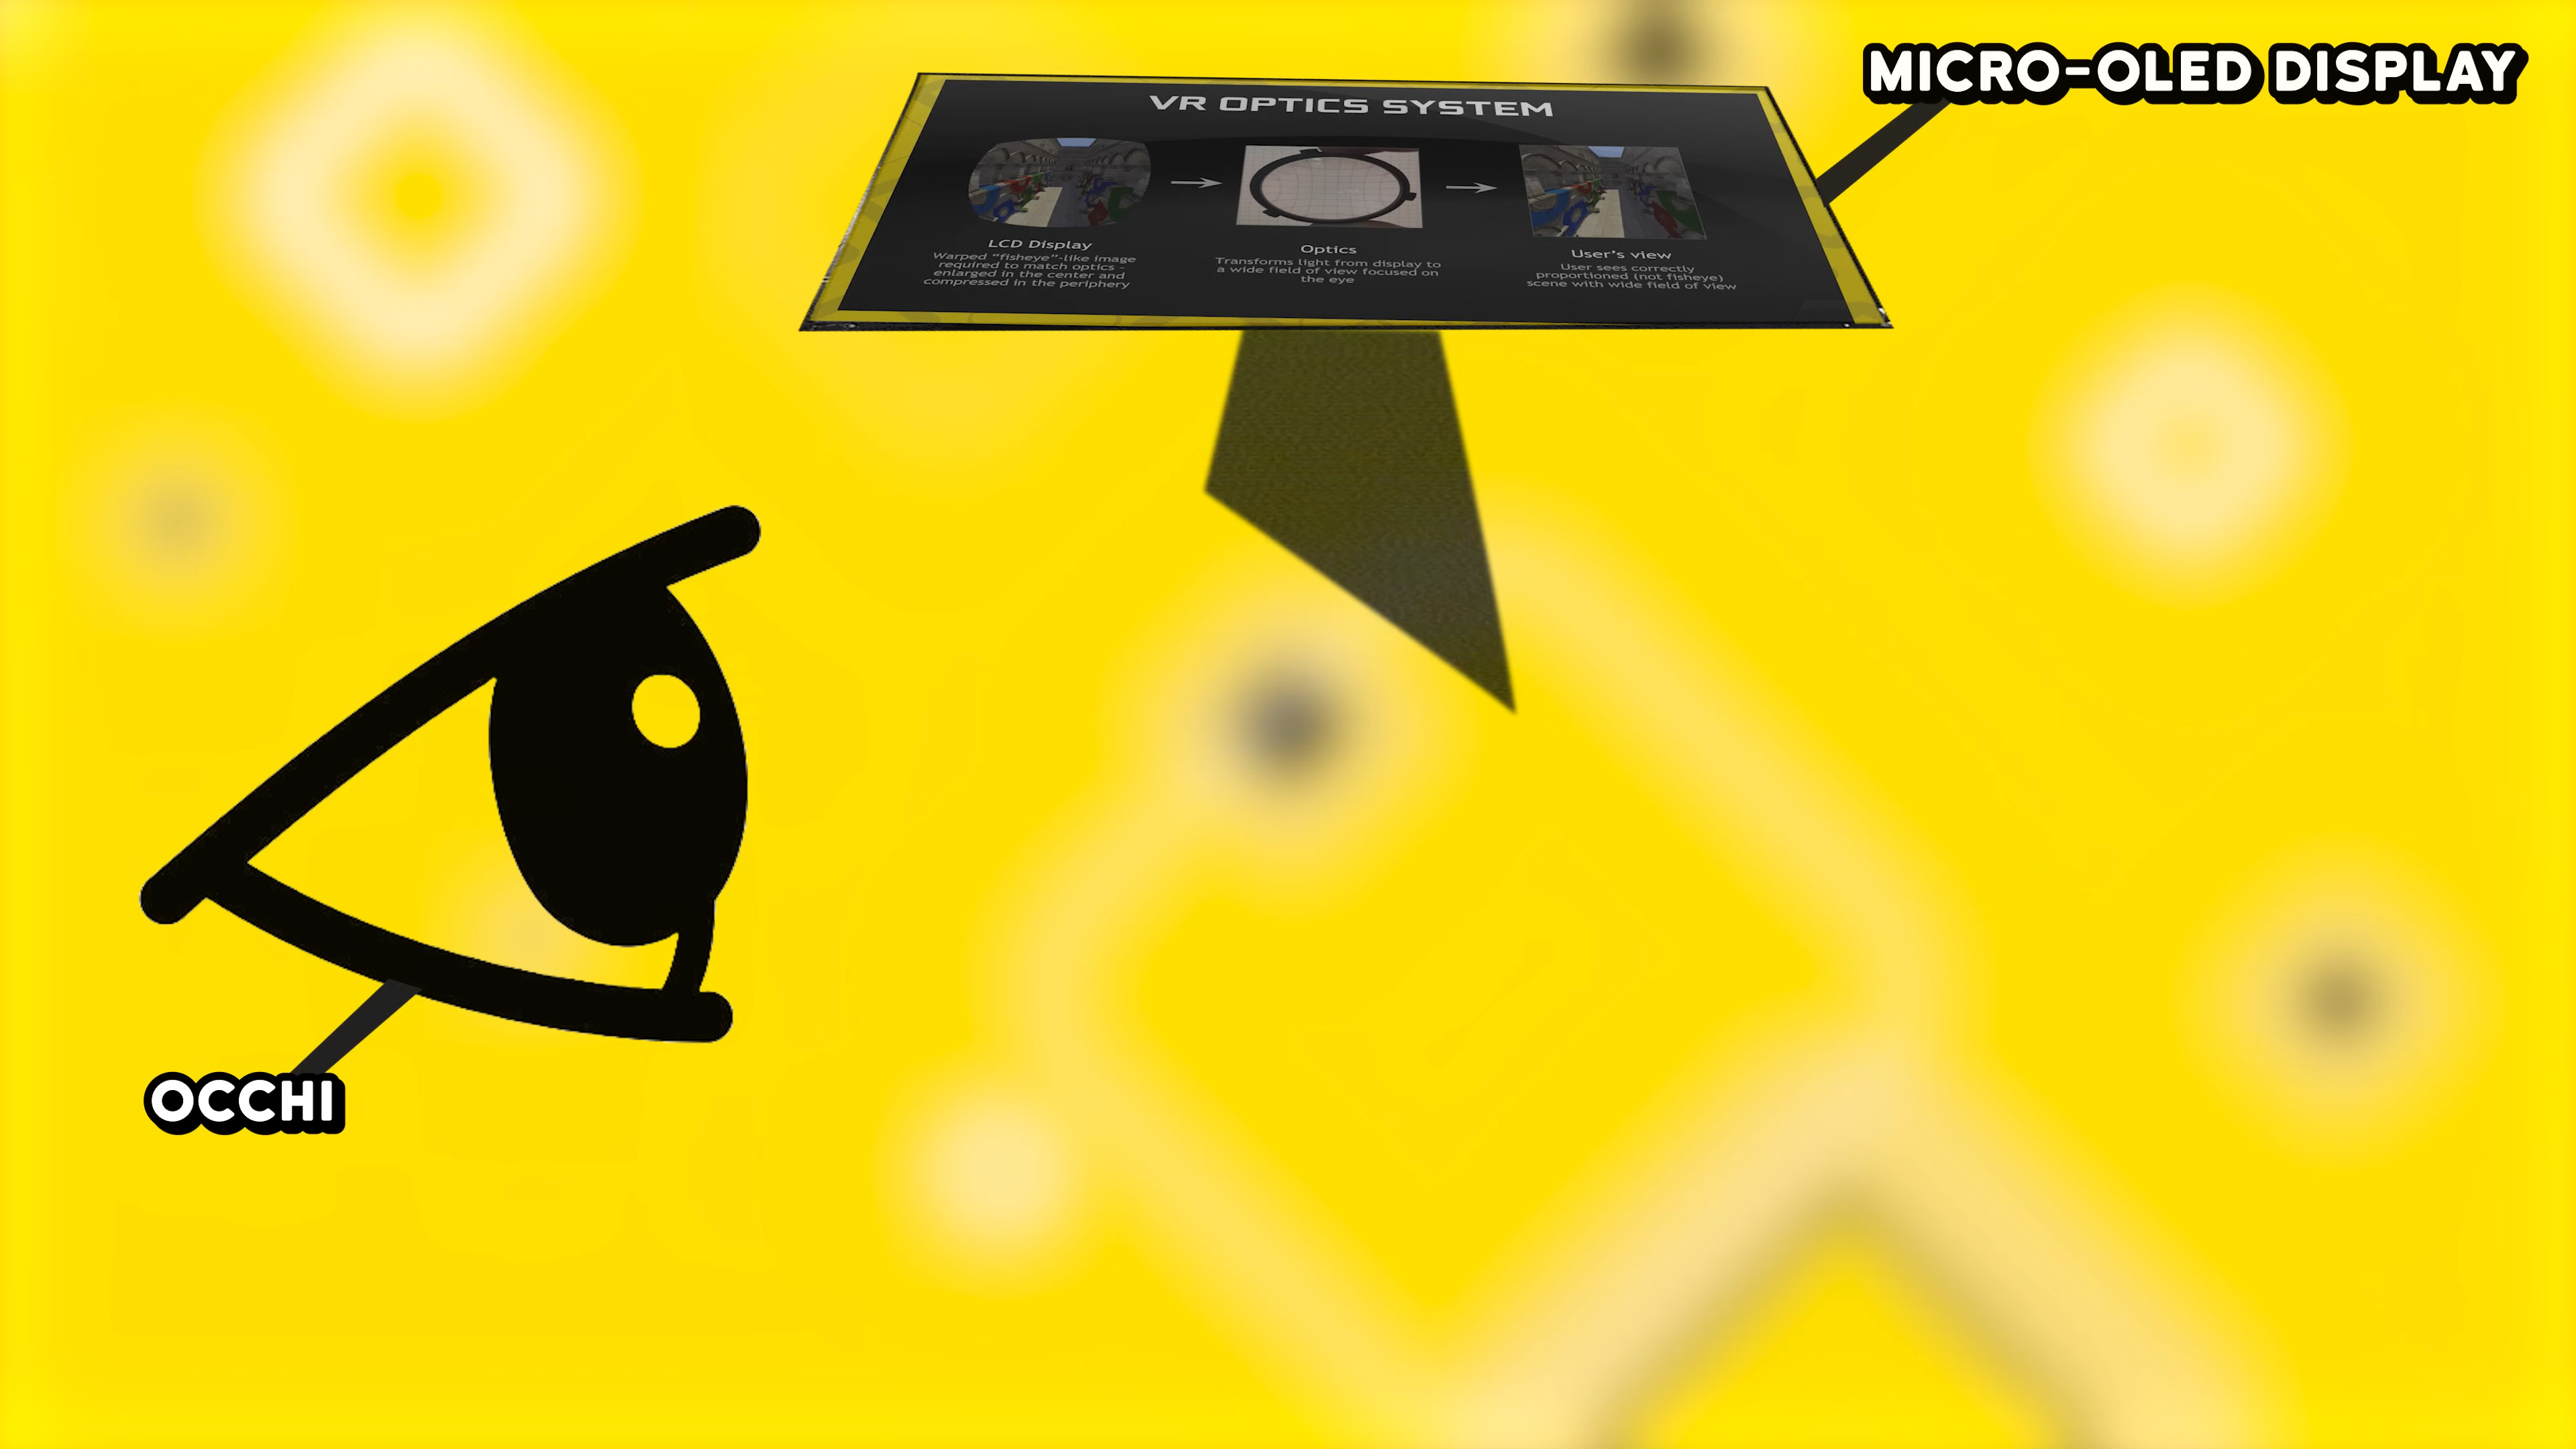 MICRO-OLED DISPLAY
VR OPTICS SYSTEM
LCD Display
Warped "fisheye"-like image
required to match optics -
enlarged in the center and
compressed in the periphery
Optics
Transforms light from display to
a wide field of view focused on
the eye
User's view
User sees correctly
proportioned (not fisheye)
scene with wide field of view
OCCHI